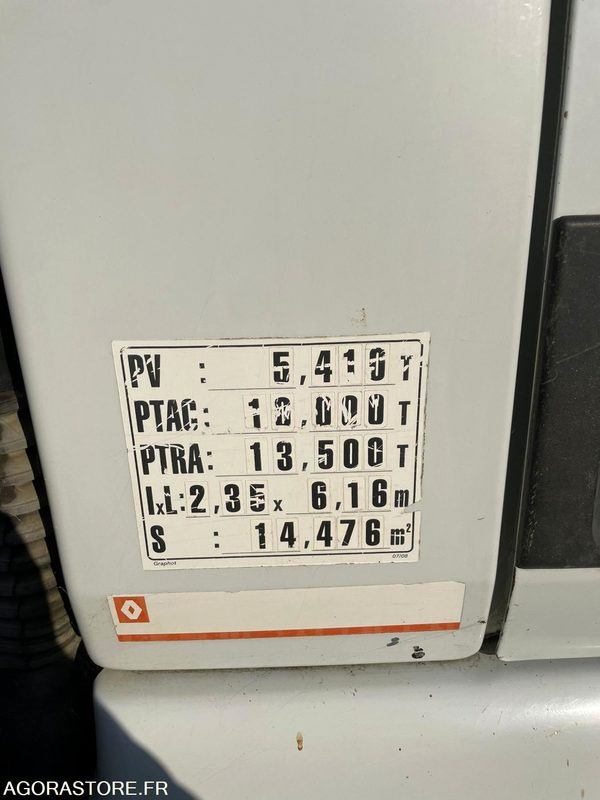 PV : 5,410 T
PTAC: 10,000 T
PTRA: 13,500 T
lxL: 2,35 x 6,16 m
S : 14,476 m²
Graphot 07/08
AGORASTORE.FR